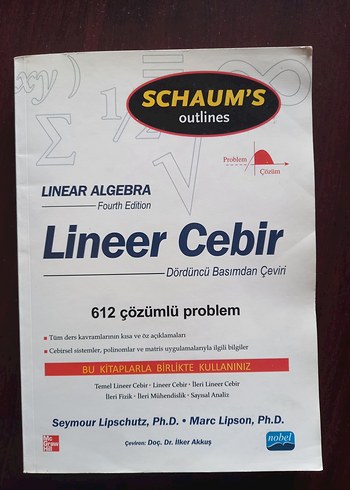 SCHAUM'S
outlines
Problem
Çözüm
LINEAR ALGEBRA
Fourth Edition
Lineer Cebir
Dördüncü Basımdan Çeviri
612 çözümlü problem
▪ Tüm ders kavramlarının kısa ve öz açıklamaları
▪ Cebirsel sistemler, polinomlar ve matris uygulamalarıyla ilgili bilgiler
BU KİTAPLARLA BİRLİKTE KULLANINIZ
Temel Lineer Cebir · Lineer Cebir · İleri Lineer Cebir
İleri Fizik · İleri Mühendislik · Sayısal Analiz
Seymour Lipschutz, Ph.D. · Marc Lipson, Ph.D.
Çeviren: Doç. Dr. İlker Akkuş
Mc
Graw
Hill
nobel